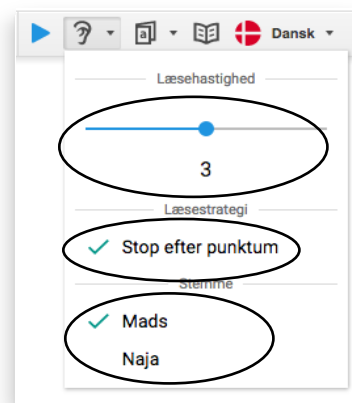 Dansk
Læsehastighed
3
Læsestrategi
Stop efter punktum
Stemme
Mads
Naja